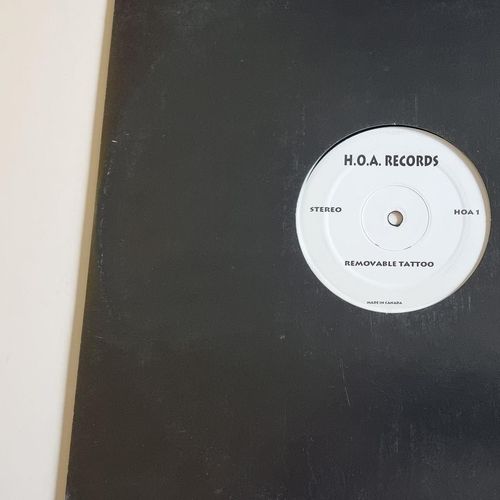 H.O.A. RECORDS
STEREO
HOA 1
REMOVABLE TATTOO
MADE IN CANADA